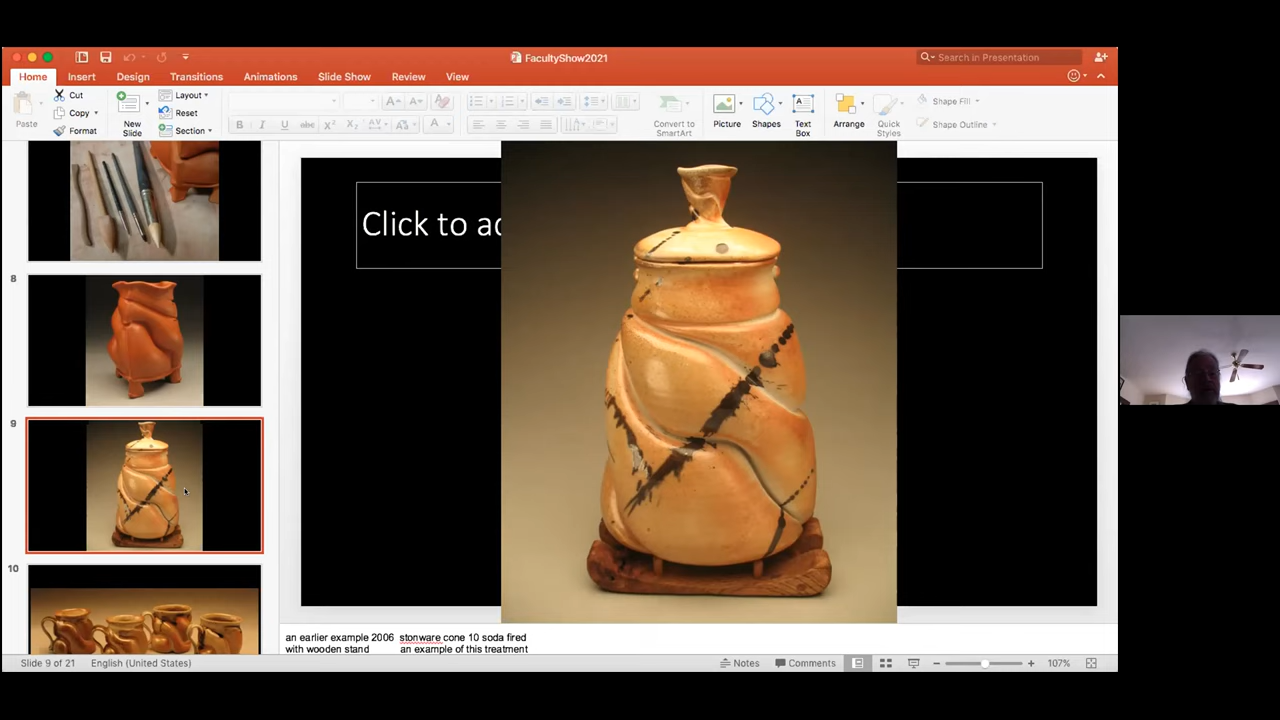 FacultyShow2021
Search in Presentation
Home Insert Design Transitions Animations Slide Show Review View
Paste
Cut
Copy
Format
New Slide
Layout
Reset
Section
Convert to SmartArt
Picture
Shapes
Text Box
Arrange
Quick Styles
Shape Fill
Shape Outline
8
9
10
Click to ad
an earlier example 2006 stonware cone 10 soda fired
with wooden stand an example of this treatment
Slide 9 of 21 English (United States) Notes Comments 107%